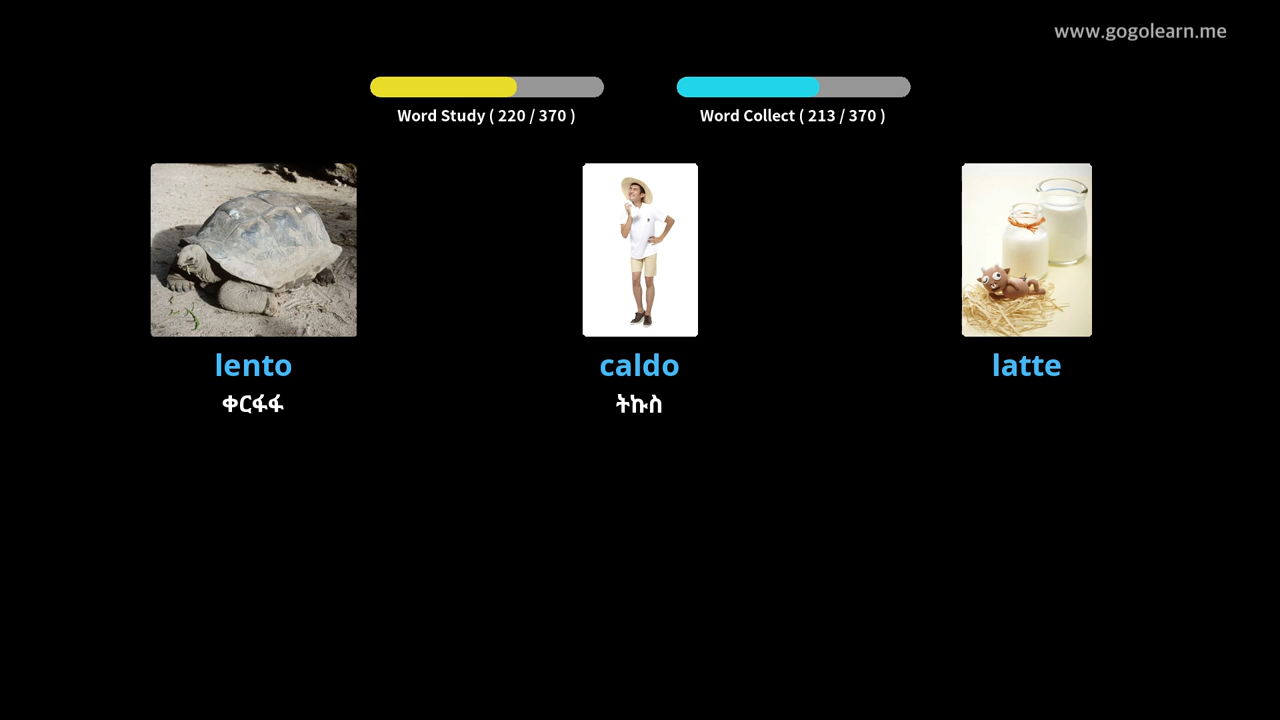 www.gogolearn.me
Word Study ( 220 / 370 )
Word Collect ( 213 / 370 )
lento
ቀርፋፋ
caldo
ትኩስ
latte